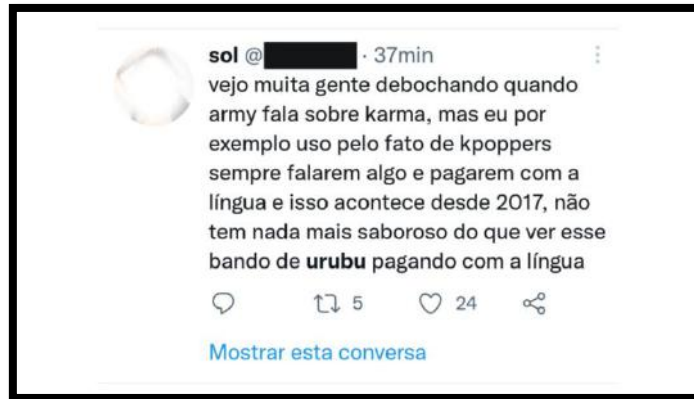 sol @ · 37min
vejo muita gente debochando quando
army fala sobre karma, mas eu por
exemplo uso pelo fato de kpoppers
sempre falarem algo e pagarem com a
língua e isso acontece desde 2017, não
tem nada mais saboroso do que ver esse
bando de urubu pagando com a língua
5 24
Mostrar esta conversa